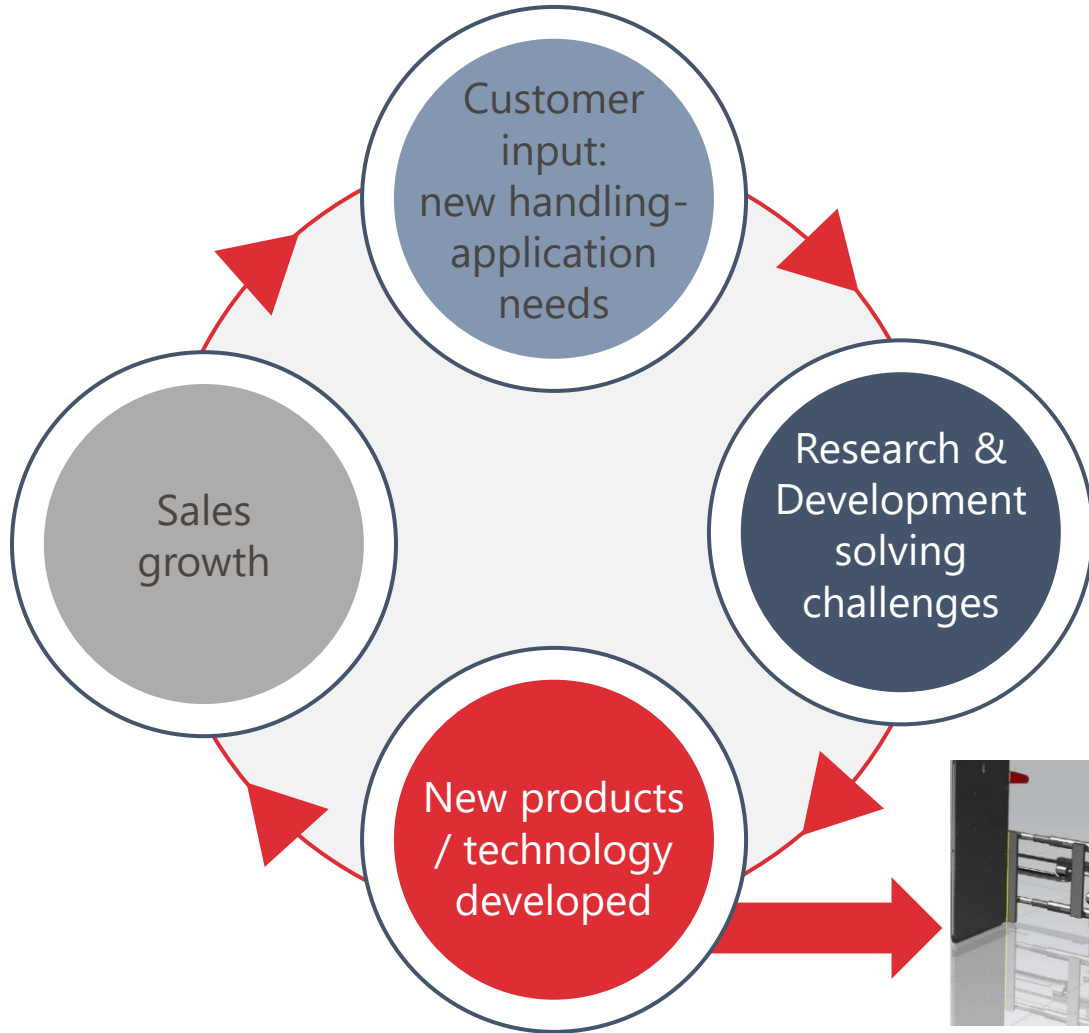 Customer
input:
new handling-
application
needs
Research &
Development
solving
challenges
New products
/ technology
developed
Sales
growth